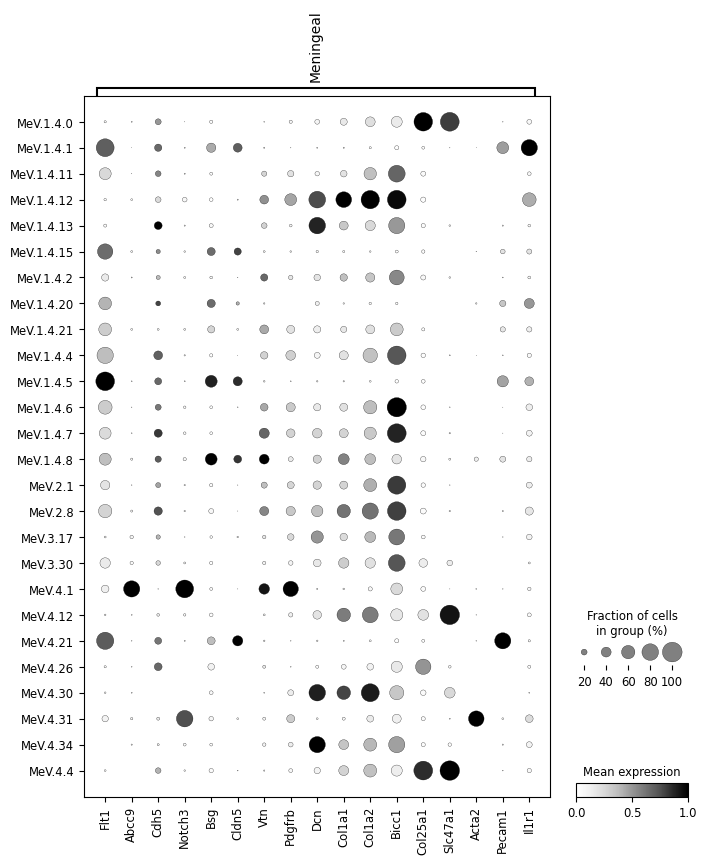 Meningeal
MeV.1.4.0
MeV.1.4.1
MeV.1.4.11
MeV.1.4.12
MeV.1.4.13
MeV.1.4.15
MeV.1.4.2
MeV.1.4.20
MeV.1.4.21
MeV.1.4.4
MeV.1.4.5
MeV.1.4.6
MeV.1.4.7
MeV.1.4.8
MeV.2.1
MeV.2.8
MeV.3.17
MeV.3.30
MeV.4.1
MeV.4.12
MeV.4.21
MeV.4.26
MeV.4.30
MeV.4.31
MeV.4.34
MeV.4.4
Flt1
Abcc9
Cdh5
Notch3
Bsg
Cldn5
Vtn
Pdgfrb
Dcn
Col1a1
Col1a2
Bicc1
Col25a1
Slc47a1
Acta2
Pecam1
Il1r1
Fraction of cells
in group (%)
20 40 60 80 100
Mean expression
0.0 0.5 1.0